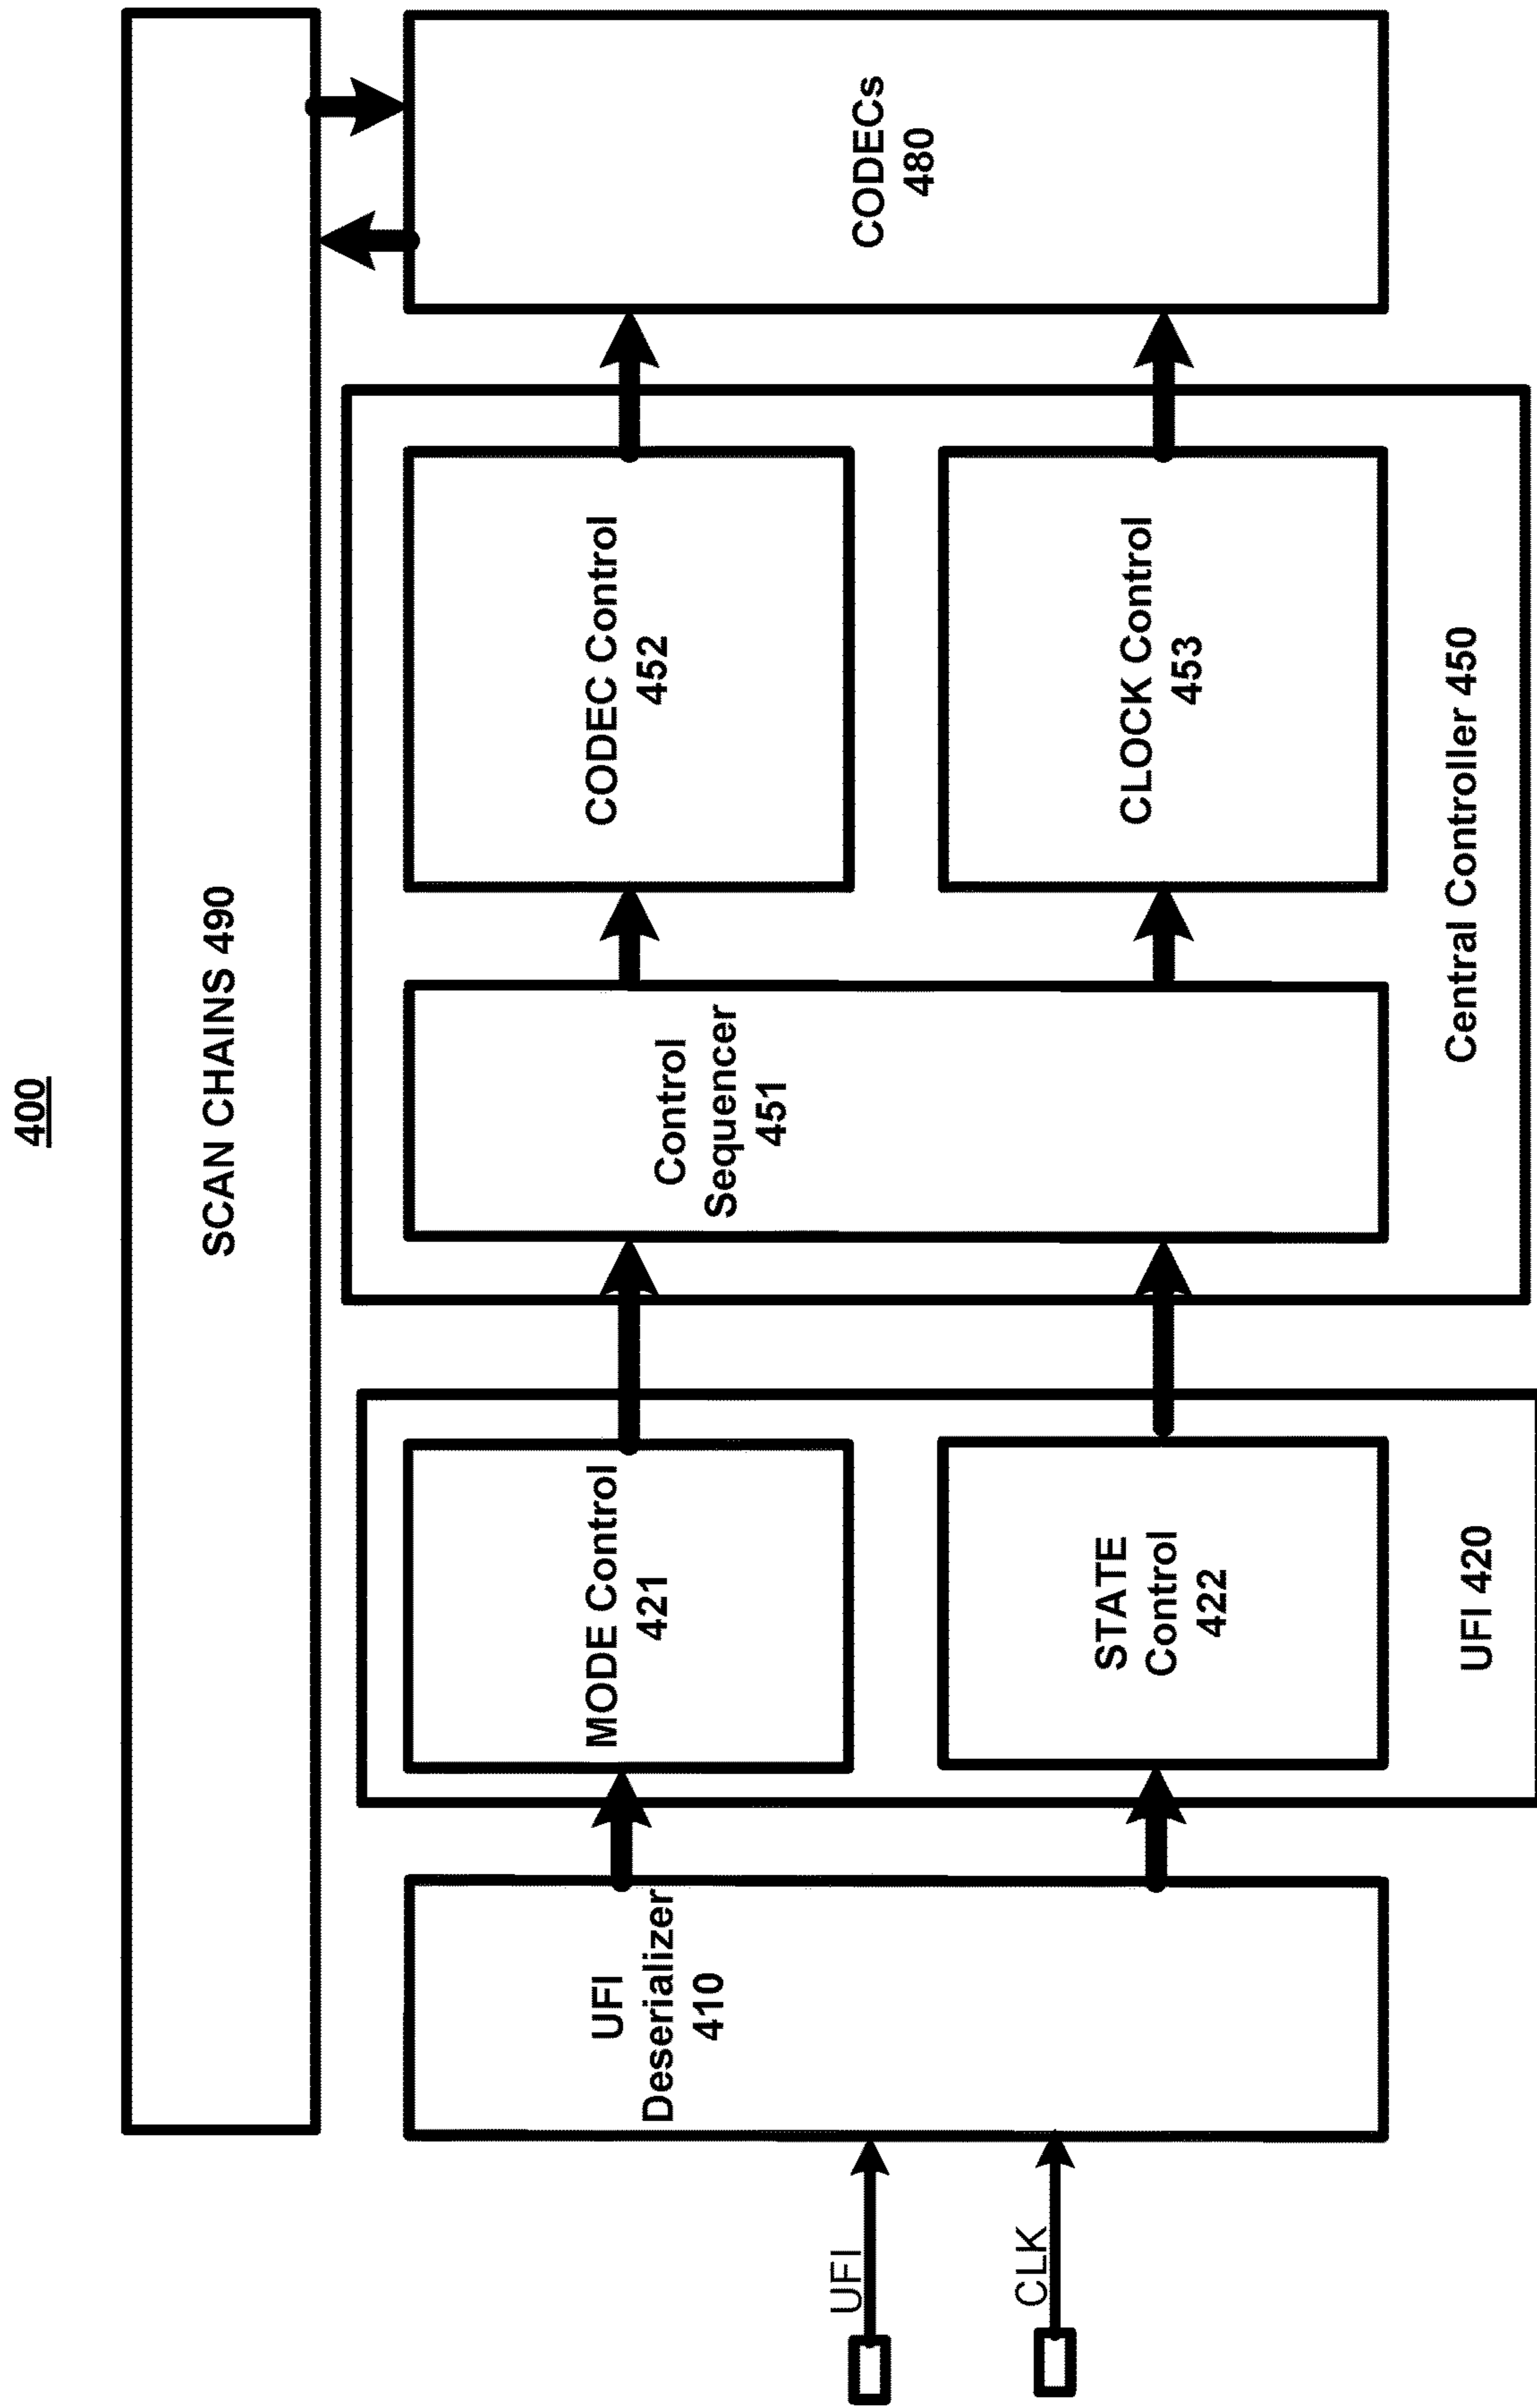 400
SCAN CHAINS 490
UFI
CLK
UFI
Deserializer
410
MODE Control
421
STATE
Control
422
UFI 420
Control
Sequencer
451
CODEC Control
452
CLOCK Control
453
Central Controller 450
CODECs
480